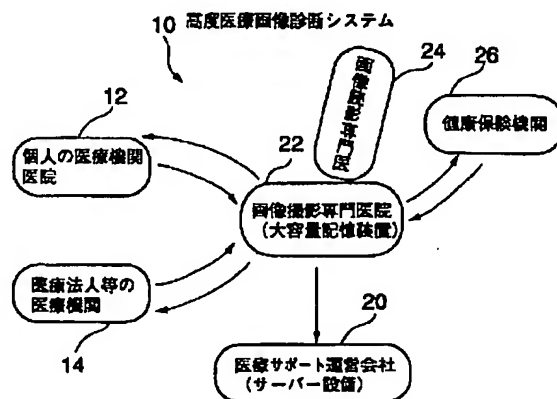 10 高度医療画像診断システム
24
26
12
22
画像読影専門医
健康保険機関
個人の医療機関
医院
画像撮影専門医院
(大容量記憶装置)
医療法人等の
医療機関
14
20
医療サポート運営会社
(サーバー設備)